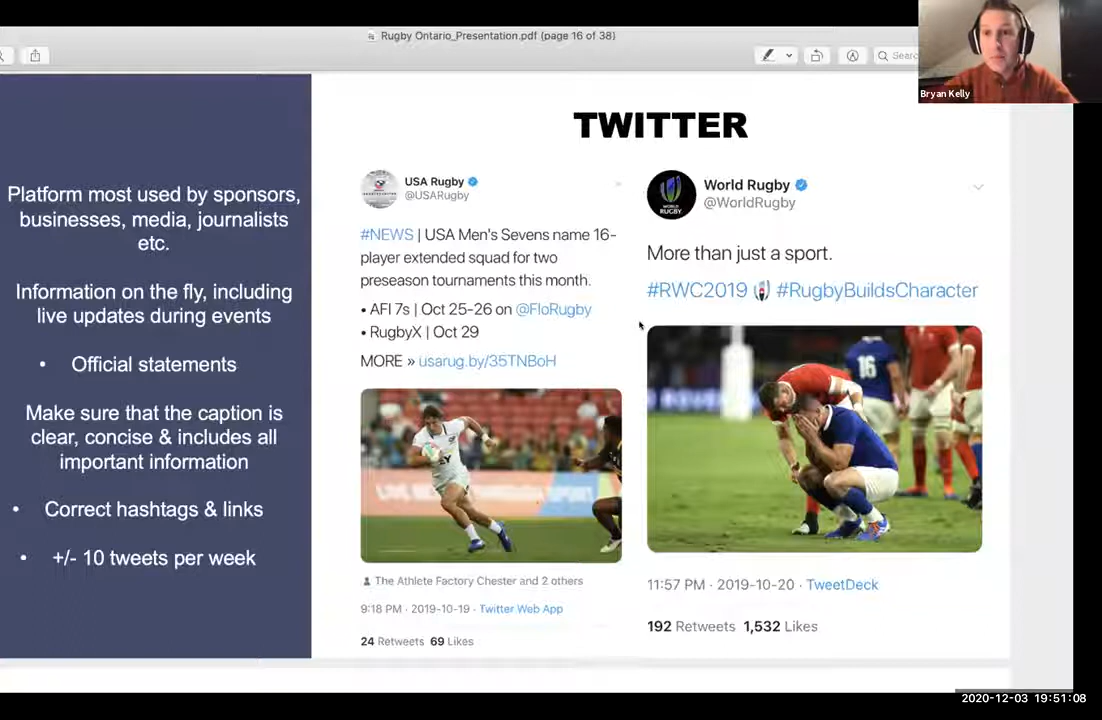 Rugby Ontario_Presentation.pdf (page 16 of 38)
Searc
Bryan Kelly
Platform most used by sponsors,
businesses, media, journalists
etc.
Information on the fly, including
live updates during events
• Official statements
Make sure that the caption is
clear, concise & includes all
important information
• Correct hashtags & links
• +/- 10 tweets per week
TWITTER
USA Rugby
@USARugby
#NEWS | USA Men's Sevens name 16-
player extended squad for two
preseason tournaments this month.
• AFI 7s | Oct 25-26 on @FloRugby
• RugbyX | Oct 29
MORE » usarug.by/35TNBoH
The Athlete Factory Chester and 2 others
9:18 PM · 2019-10-19 · Twitter Web App
24 Retweets 69 Likes
WORLD
RUGBY
World Rugby
@WorldRugby
More than just a sport.
#RWC2019 #RugbyBuildsCharacter
16
11:57 PM · 2019-10-20 · TweetDeck
192 Retweets 1,532 Likes
2020-12-03 19:51:08